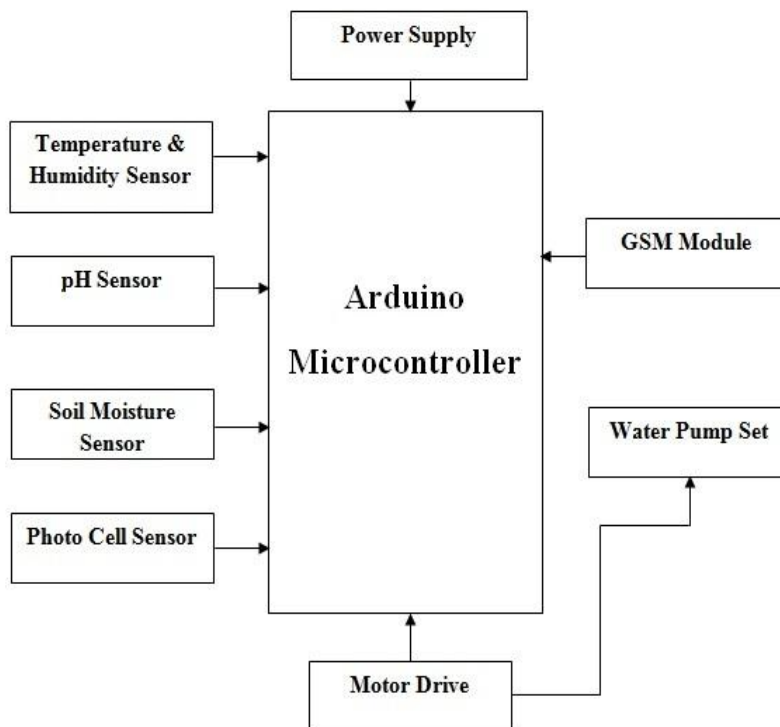 Power Supply
Temperature &
Humidity Sensor
pH Sensor
Soil Moisture
Sensor
Photo Cell Sensor
Arduino
Microcontroller
GSM Module
Water Pump Set
Motor Drive